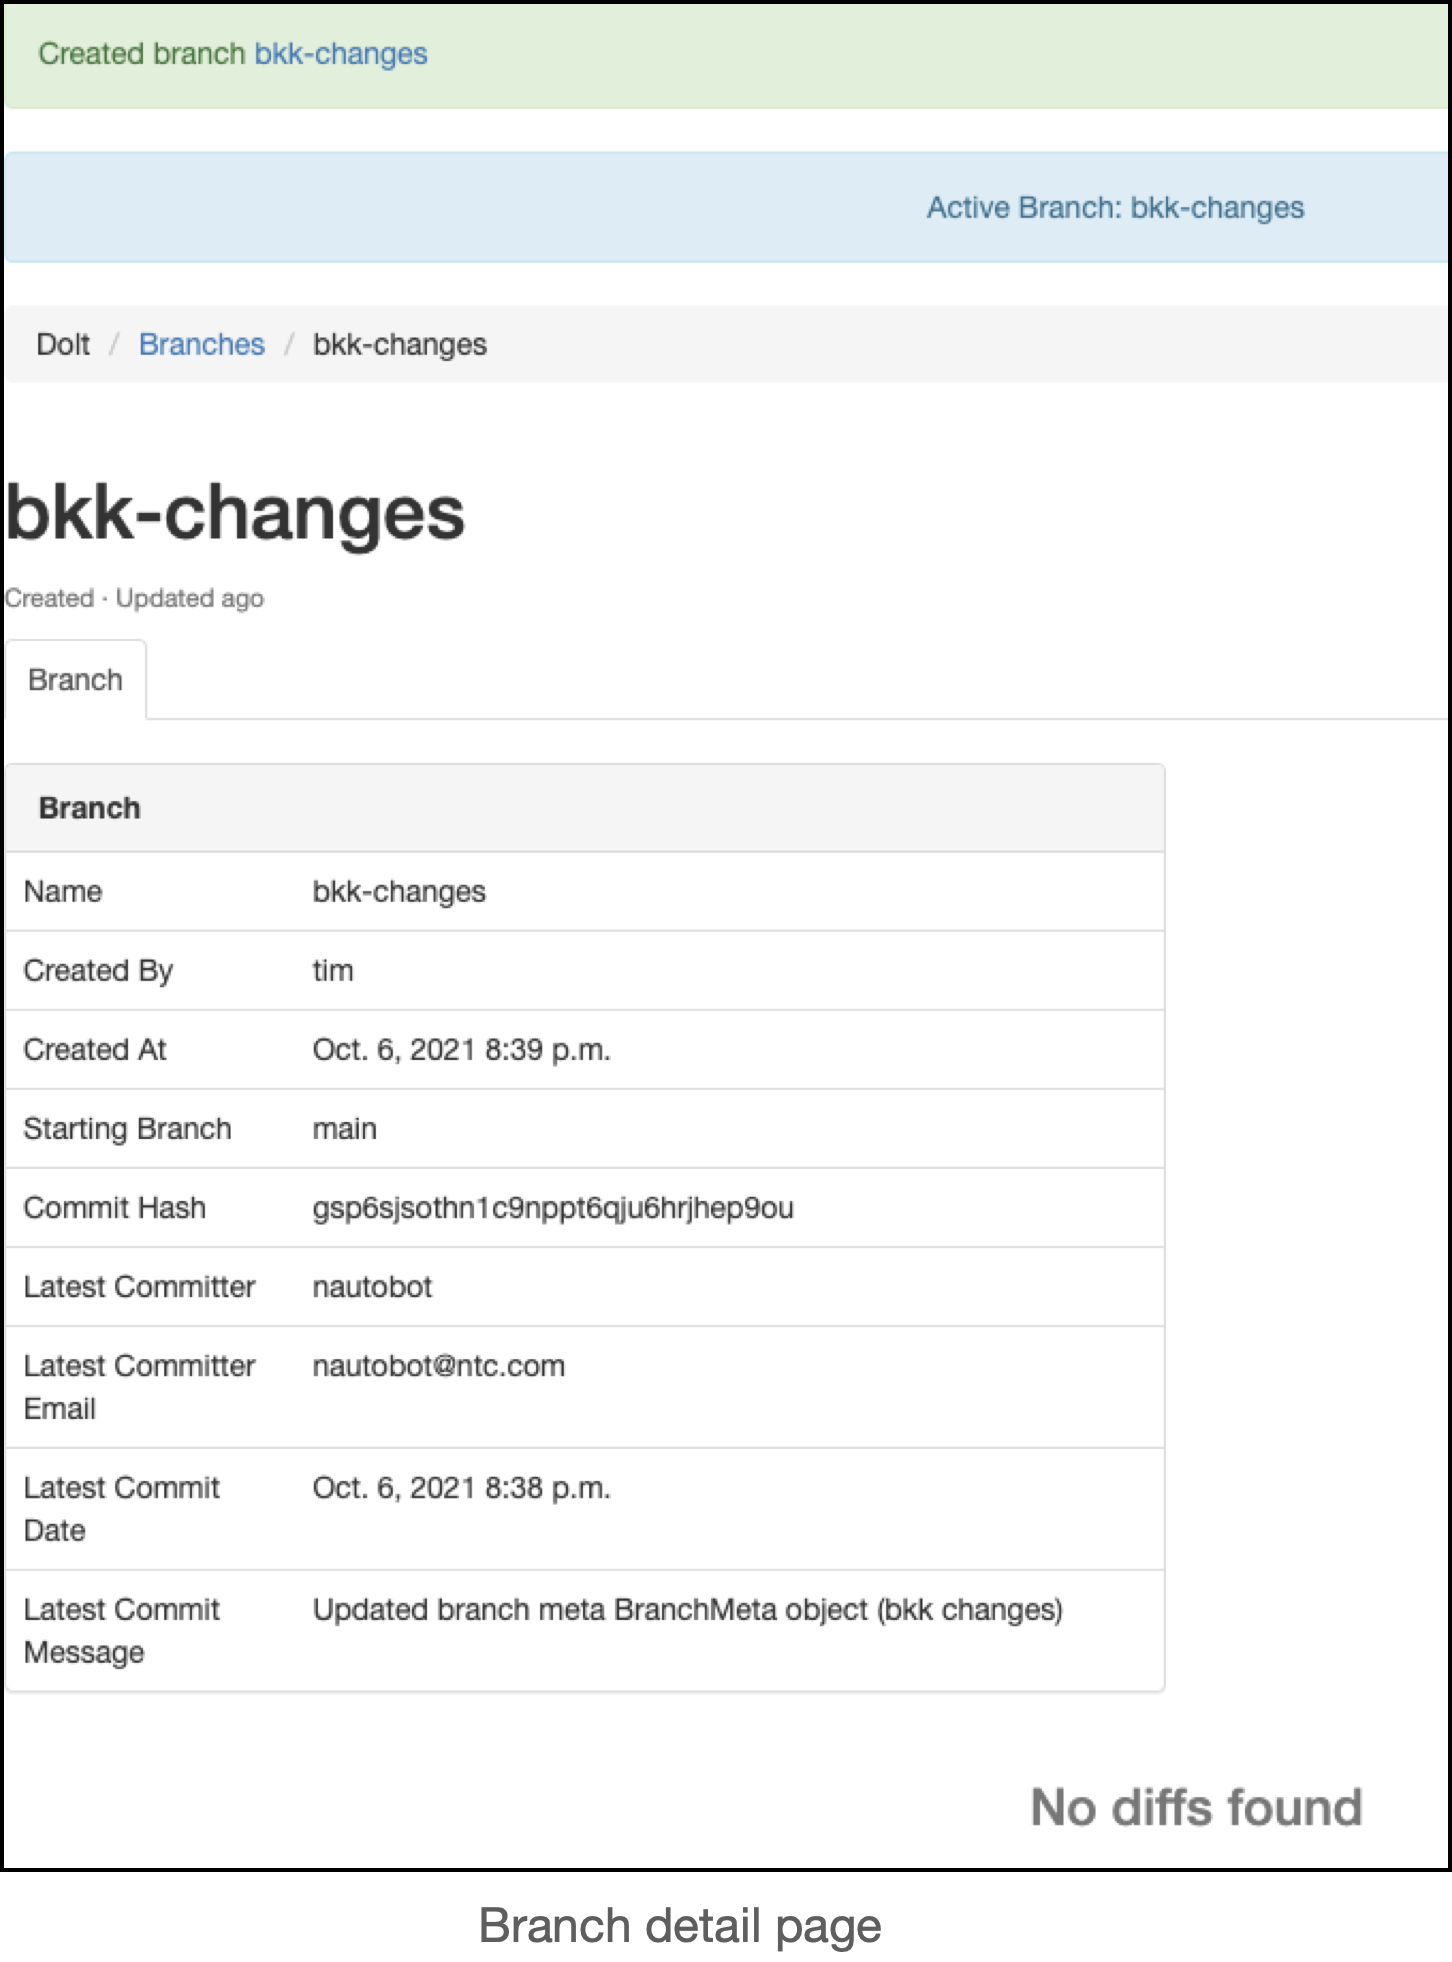 Created branch bkk-changes
Active Branch: bkk-changes
Dolt / Branches / bkk-changes
bkk-changes
Created · Updated ago
Branch
Branch
Name bkk-changes
Created By tim
Created At Oct. 6, 2021 8:39 p.m.
Starting Branch main
Commit Hash gsp6sjsothn1c9nppt6qju6hrjhep9ou
Latest Committer nautobot
Latest Committer nautobot@ntc.com
Email
Latest Commit Oct. 6, 2021 8:38 p.m.
Date
Latest Commit Updated branch meta BranchMeta object (bkk changes)
Message
No diffs found
Branch detail page